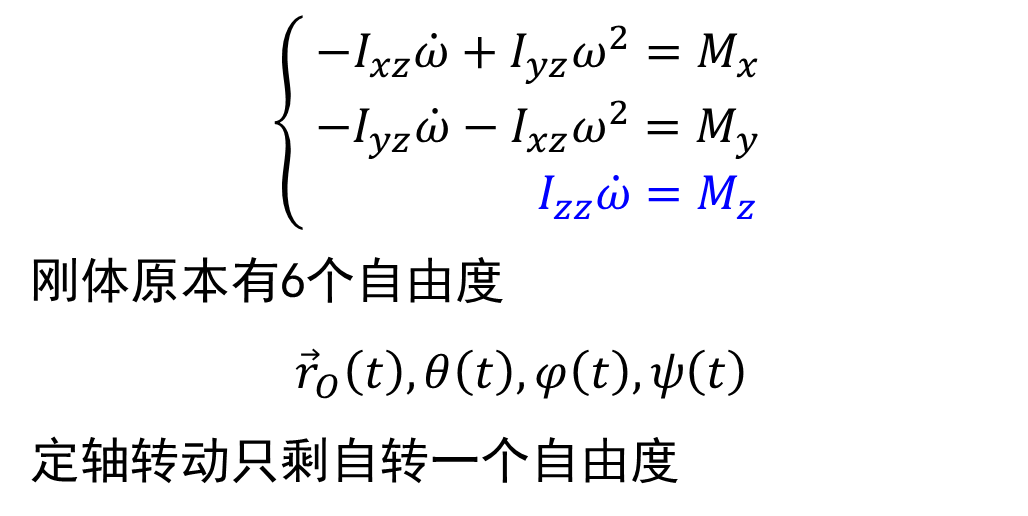 −I_{xz}ω̇ + I_{yz}ω² = M_x
−I_{yz}ω̇ − I_{xz}ω² = M_y
I_{zz}ω̇ = M_z
刚体原本有6个自由度
r⃗_O(t), θ(t), φ(t), ψ(t)
定轴转动只剩自转一个自由度